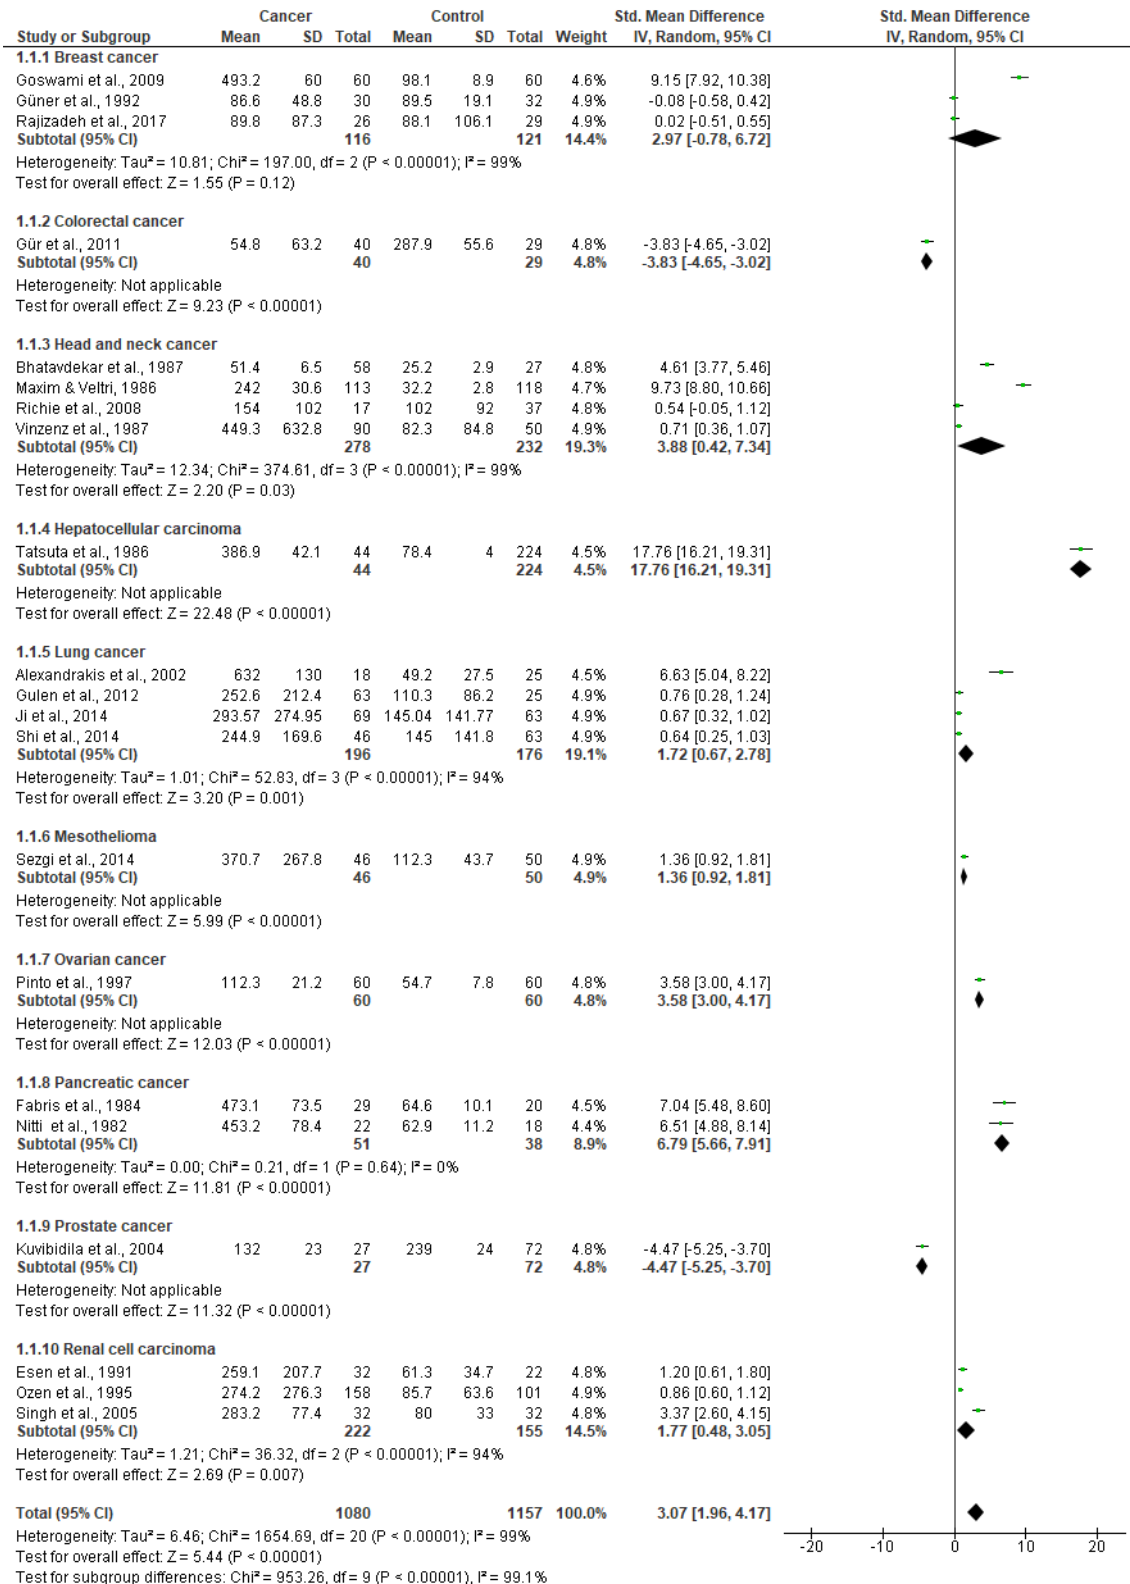 Cancer Control Std. Mean Difference Std. Mean Difference
Study or Subgroup Mean SD Total Mean SD Total Weight IV, Random, 95% CI IV, Random, 95% CI
1.1.1 Breast cancer
Goswami et al., 2009 493.2 60 60 98.1 8.9 60 4.6% 9.15 [7.92, 10.38]
Güner et al., 1992 86.6 48.8 30 89.5 19.1 32 4.9% -0.08 [-0.58, 0.42]
Rajizadeh et al., 2017 89.8 87.3 26 88.1 106.1 29 4.9% 0.02 [-0.51, 0.55]
Subtotal (95% CI) 116 121 14.4% 2.97 [-0.78, 6.72]
Heterogeneity: Tau² = 10.81; Chi² = 197.00, df = 2 (P < 0.00001); I² = 99%
Test for overall effect: Z = 1.55 (P = 0.12)
1.1.2 Colorectal cancer
Gür et al., 2011 54.8 63.2 40 287.9 55.6 29 4.8% -3.83 [-4.65, -3.02]
Subtotal (95% CI) 40 29 4.8% -3.83 [-4.65, -3.02]
Heterogeneity: Not applicable
Test for overall effect: Z = 9.23 (P < 0.00001)
1.1.3 Head and neck cancer
Bhatavdekar et al., 1987 51.4 6.5 58 25.2 2.9 27 4.8% 4.61 [3.77, 5.46]
Maxim & Veltri, 1986 242 30.6 113 32.2 2.8 118 4.7% 9.73 [8.80, 10.66]
Richie et al., 2008 154 102 17 102 92 37 4.8% 0.54 [-0.05, 1.12]
Vinzenz et al., 1987 449.3 632.8 90 82.3 84.8 50 4.9% 0.71 [0.36, 1.07]
Subtotal (95% CI) 278 232 19.3% 3.88 [0.42, 7.34]
Heterogeneity: Tau² = 12.34; Chi² = 374.61, df = 3 (P < 0.00001); I² = 99%
Test for overall effect: Z = 2.20 (P = 0.03)
1.1.4 Hepatocellular carcinoma
Tatsuta et al., 1986 386.9 42.1 44 78.4 4 224 4.5% 17.76 [16.21, 19.31]
Subtotal (95% CI) 44 224 4.5% 17.76 [16.21, 19.31]
Heterogeneity: Not applicable
Test for overall effect: Z = 22.48 (P < 0.00001)
1.1.5 Lung cancer
Alexandrakis et al., 2002 632 130 18 49.2 27.5 25 4.5% 6.63 [5.04, 8.22]
Gulen et al., 2012 252.6 212.4 63 110.3 86.2 25 4.9% 0.76 [0.28, 1.24]
Ji et al., 2014 293.57 274.95 69 145.04 141.77 63 4.9% 0.67 [0.32, 1.02]
Shi et al., 2014 244.9 169.6 46 145 141.8 63 4.9% 0.64 [0.25, 1.03]
Subtotal (95% CI) 196 176 19.1% 1.72 [0.67, 2.78]
Heterogeneity: Tau² = 1.01; Chi² = 52.83, df = 3 (P < 0.00001); I² = 94%
Test for overall effect: Z = 3.20 (P = 0.001)
1.1.6 Mesothelioma
Sezgi et al., 2014 370.7 267.8 46 112.3 43.7 50 4.9% 1.36 [0.92, 1.81]
Subtotal (95% CI) 46 50 4.9% 1.36 [0.92, 1.81]
Heterogeneity: Not applicable
Test for overall effect: Z = 5.99 (P < 0.00001)
1.1.7 Ovarian cancer
Pinto et al., 1997 112.3 21.2 60 54.7 7.8 60 4.8% 3.58 [3.00, 4.17]
Subtotal (95% CI) 60 60 4.8% 3.58 [3.00, 4.17]
Heterogeneity: Not applicable
Test for overall effect: Z = 12.03 (P < 0.00001)
1.1.8 Pancreatic cancer
Fabris et al., 1984 473.1 73.5 29 64.6 10.1 20 4.5% 7.04 [5.48, 8.60]
Nitti et al., 1982 453.2 78.4 22 62.9 11.2 18 4.4% 6.51 [4.88, 8.14]
Subtotal (95% CI) 51 38 8.9% 6.79 [5.66, 7.91]
Heterogeneity: Tau² = 0.00; Chi² = 0.21, df = 1 (P = 0.64); I² = 0%
Test for overall effect: Z = 11.81 (P < 0.00001)
1.1.9 Prostate cancer
Kuvibidila et al., 2004 132 23 27 239 24 72 4.8% -4.47 [-5.25, -3.70]
Subtotal (95% CI) 27 72 4.8% -4.47 [-5.25, -3.70]
Heterogeneity: Not applicable
Test for overall effect: Z = 11.32 (P < 0.00001)
1.1.10 Renal cell carcinoma
Esen et al., 1991 259.1 207.7 32 61.3 34.7 22 4.8% 1.20 [0.61, 1.80]
Ozen et al., 1995 274.2 276.3 158 85.7 63.6 101 4.9% 0.86 [0.60, 1.12]
Singh et al., 2005 283.2 77.4 32 80 33 32 4.8% 3.37 [2.60, 4.15]
Subtotal (95% CI) 222 155 14.5% 1.77 [0.48, 3.05]
Heterogeneity: Tau² = 1.21; Chi² = 36.32, df = 2 (P < 0.00001); I² = 94%
Test for overall effect: Z = 2.69 (P = 0.007)
Total (95% CI) 1080 1157 100.0% 3.07 [1.96, 4.17]
Heterogeneity: Tau² = 6.46; Chi² = 1654.69, df = 20 (P < 0.00001); I² = 99%
Test for overall effect: Z = 5.44 (P < 0.00001)
Test for subgroup differences: Chi² = 953.26, df = 9 (P < 0.00001), I² = 99.1%
-20 -10 0 10 20